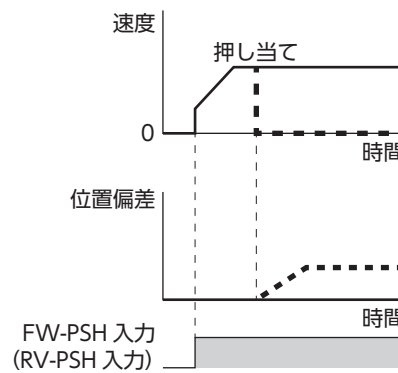 速度
押し当て
0
時間
位置偏差
時間
FW-PSH 入力
(RV-PSH 入力)